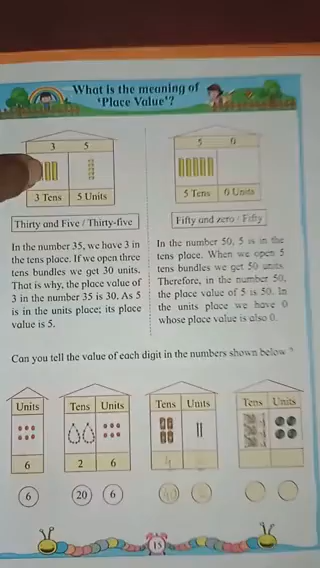 What is the meaning of
'Place Value'?
3 5
3 Tens 5 Units
5 0
5 Tens 0 Units
Thirty and Five / Thirty-five
Fifty and zero / Fifty
In the number 35, we have 3 in
the tens place. If we open three
tens bundles we get 30 units.
That is why, the place value of
3 in the number 35 is 30. As 5
is in the units place; its place
value is 5.
In the number 50, 5 is in the
tens place. When we open 5
tens bundles we get 50 units.
Therefore, in the number 50,
the place value of 5 is 50. In
the units place we have 0
whose place value is also 0.
Can you tell the value of each digit in the numbers shown below ?
Units
6
6
Tens Units
2 6
20 6
Tens Units
4
40
Tens Units
15